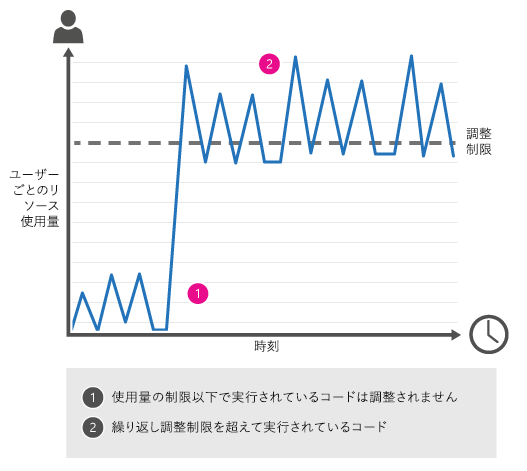 2
調整
制限
ユーザー
ごとのリ
ソース
使用量
1
時刻
1 使用量の制限以下で実行されているコードは調整されません
2 繰り返し調整制限を超えて実行されているコード